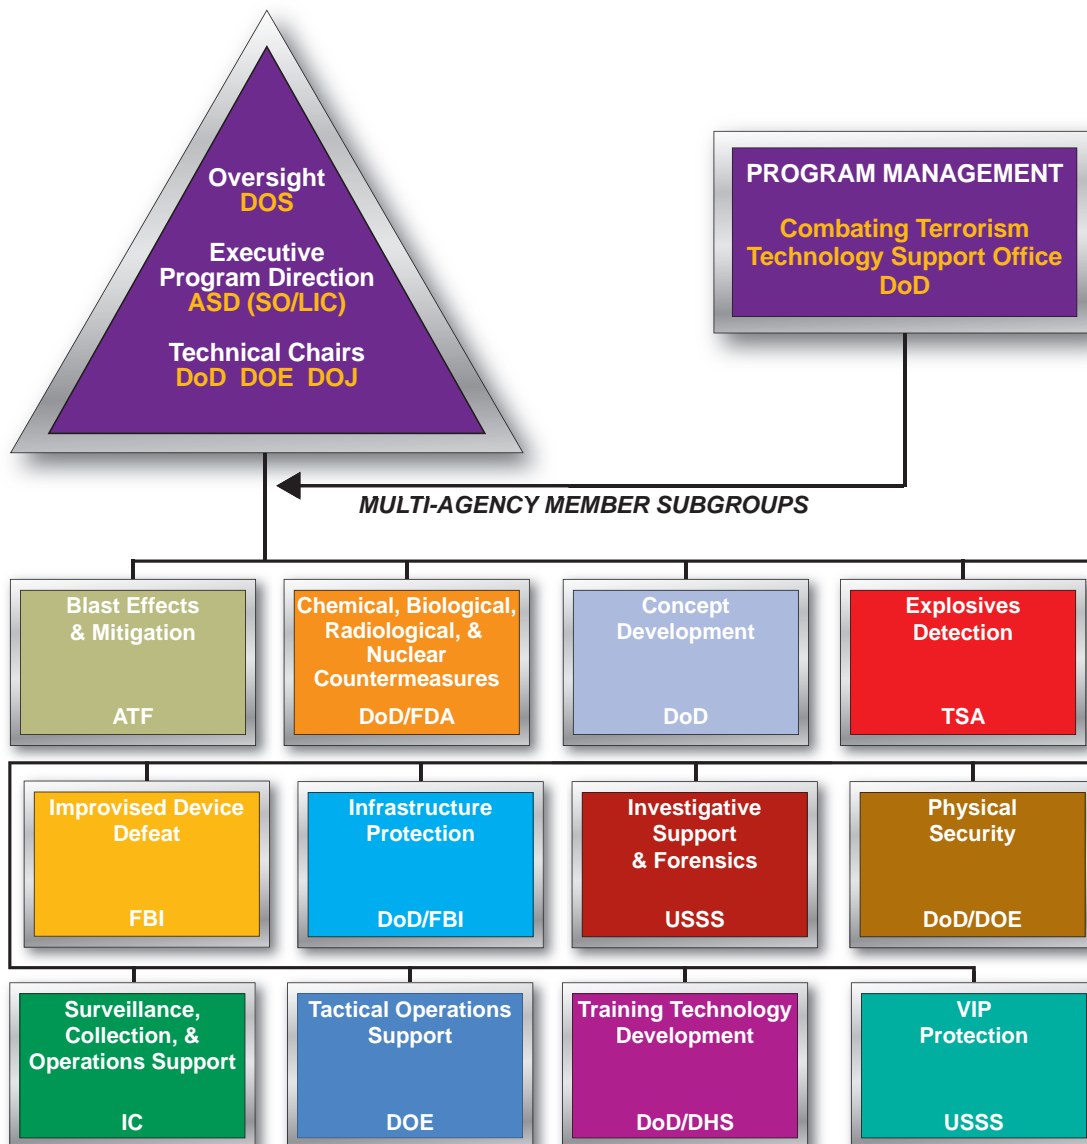 Oversight
DOS
Executive
Program Direction
ASD (SO/LIC)
Technical Chairs
DoD DOE DOJ
PROGRAM MANAGEMENT
Combating Terrorism
Technology Support Office
DoD
MULTI-AGENCY MEMBER SUBGROUPS
Blast Effects
& Mitigation
ATF
Chemical, Biological,
Radiological, &
Nuclear
Countermeasures
DoD/FDA
Concept
Development
DoD
Explosives
Detection
TSA
Improvised Device
Defeat
FBI
Infrastructure
Protection
DoD/FBI
Investigative
Support
& Forensics
USSS
Physical
Security
DoD/DOE
Surveillance,
Collection, &
Operations Support
IC
Tactical Operations
Support
DOE
Training Technology
Development
DoD/DHS
VIP
Protection
USSS